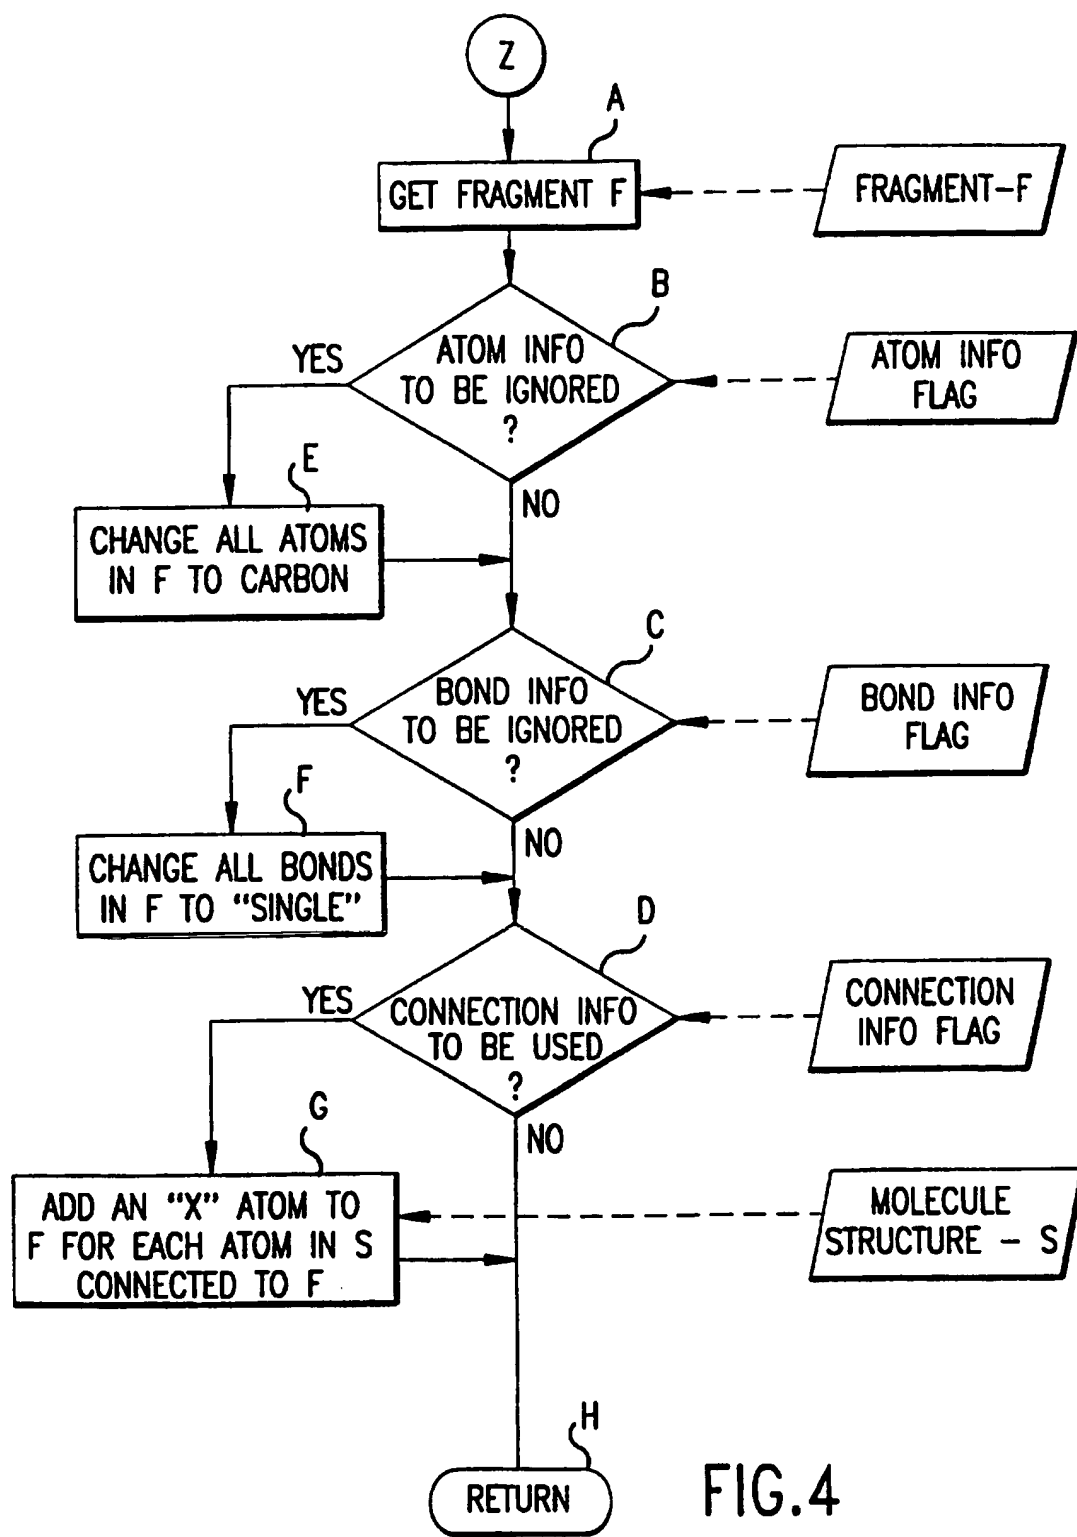 Z
A
GET FRAGMENT F
FRAGMENT-F
B
ATOM INFO
TO BE IGNORED
?
YES
NO
ATOM INFO
FLAG
E
CHANGE ALL ATOMS
IN F TO CARBON
C
BOND INFO
TO BE IGNORED
?
YES
NO
BOND INFO
FLAG
F
CHANGE ALL BONDS
IN F TO "SINGLE"
D
CONNECTION INFO
TO BE USED
?
YES
NO
CONNECTION
INFO FLAG
G
ADD AN "X" ATOM TO
F FOR EACH ATOM IN S
CONNECTED TO F
MOLECULE
STRUCTURE - S
H
RETURN
FIG.4